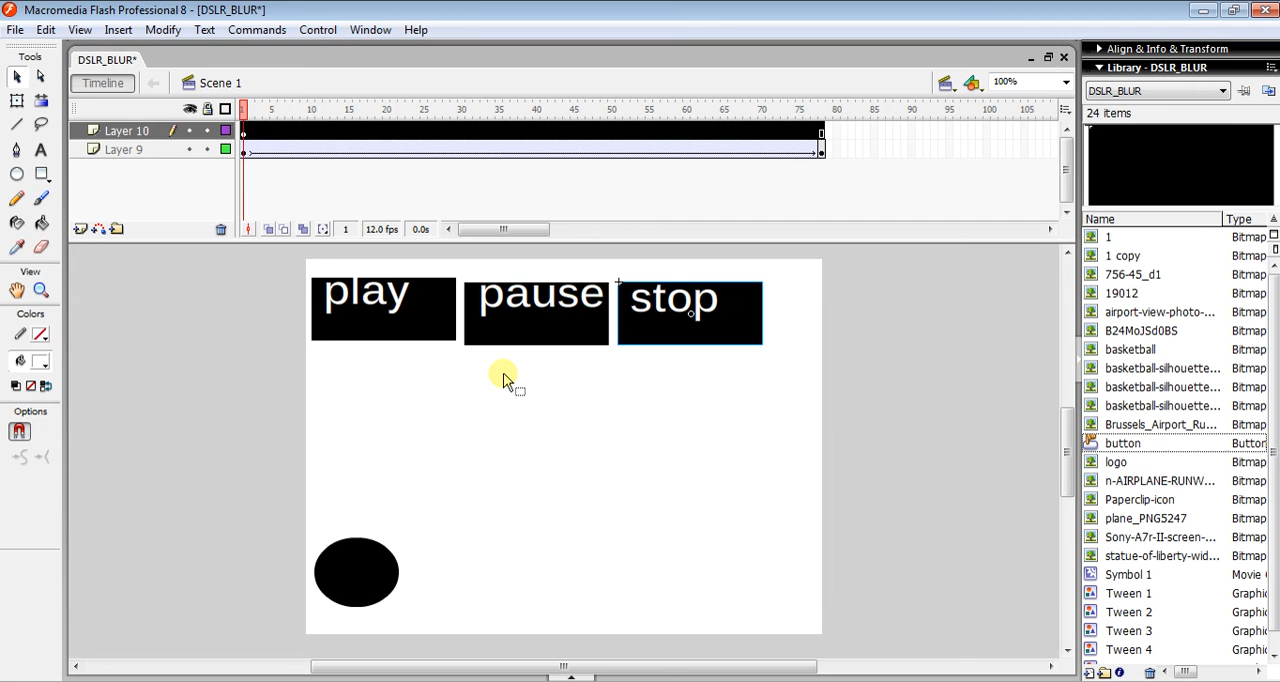 Macromedia Flash Professional 8 - [DSLR_BLUR*]
File Edit View Insert Modify Text Commands Control Window Help
Tools
DSLR_BLUR*
Timeline
Scene 1
100%
1 5 10 15 20 25 30 35 40 45 50 55 60 65 70 75 80 85 90 95 100 105
Layer 10
Layer 9
1 12.0 fps 0.0s
View
Colors
Options
play
pause
stop
Align & Info & Transform
Library - DSLR_BLUR
DSLR_BLUR
24 items
Name Type
1 Bitmap
1 copy Bitmap
756-45_d1 Bitmap
19012 Bitmap
airport-view-photo-... Bitmap
B24MoJSd0BS Bitmap
basketball Bitmap
basketball-silhouette... Bitmap
basketball-silhouette... Bitmap
basketball-silhouette... Bitmap
Brussels_Airport_Ru... Bitmap
button Button
logo Bitmap
n-AIRPLANE-RUNW... Bitmap
Paperclip-icon Bitmap
plane_PNG5247 Bitmap
Sony-A7r-II-screen-... Bitmap
statue-of-liberty-wid... Bitmap
Symbol 1 Movie
Tween 1 Graphi
Tween 2 Graphi
Tween 3 Graphi
Tween 4 Graphi